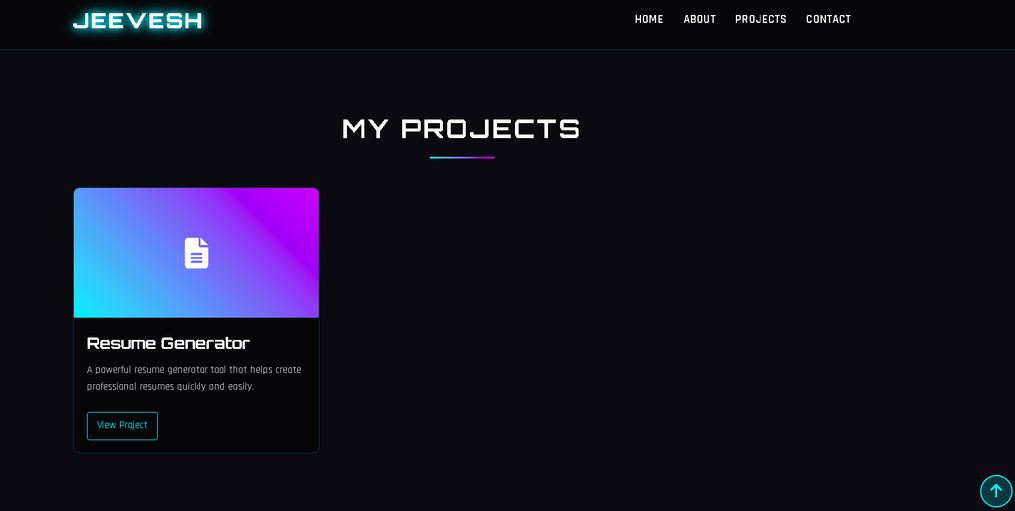 JEEVESH
HOME ABOUT PROJECTS CONTACT
MY PROJECTS
Resume Generator
A powerful resume generator tool that helps create
professional resumes quickly and easily.
View Project